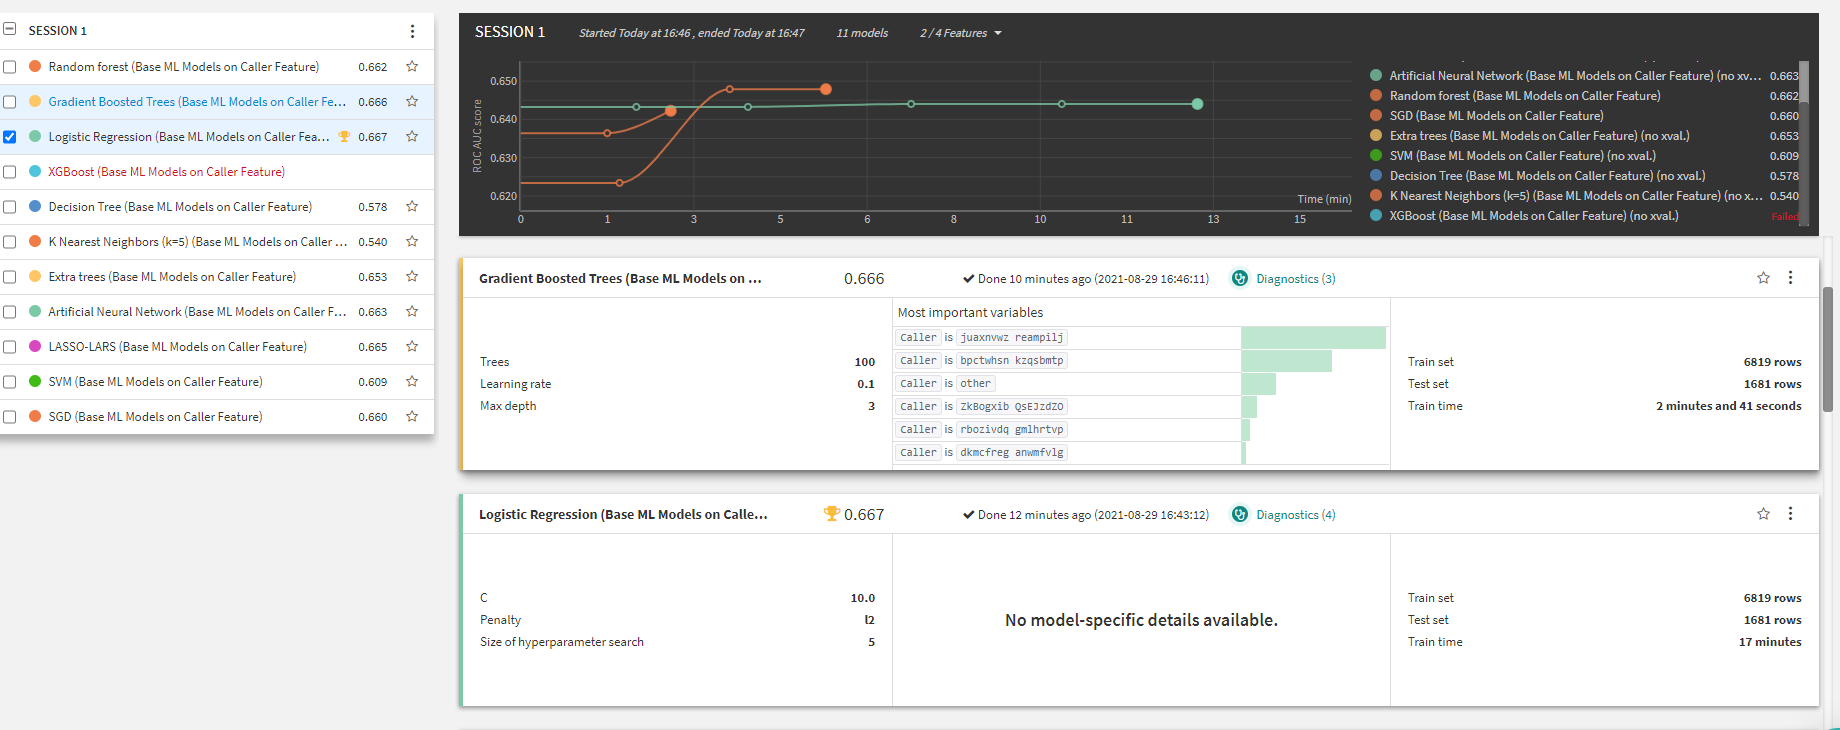 SESSION 1
Random forest (Base ML Models on Caller Feature) 0.662
Gradient Boosted Trees (Base ML Models on Caller Fe... 0.666
Logistic Regression (Base ML Models on Caller Fea... 0.667
XGBoost (Base ML Models on Caller Feature)
Decision Tree (Base ML Models on Caller Feature) 0.578
K Nearest Neighbors (k=5) (Base ML Models on Caller ... 0.540
Extra trees (Base ML Models on Caller Feature) 0.653
Artificial Neural Network (Base ML Models on Caller F... 0.663
LASSO-LARS (Base ML Models on Caller Feature) 0.665
SVM (Base ML Models on Caller Feature) 0.609
SGD (Base ML Models on Caller Feature) 0.660
SESSION 1 Started Today at 16:46 , ended Today at 16:47 11 models 2 / 4 Features
ROC AUC score
0.650
0.640
0.630
0.620
0 1 3 5 6 8 10 11 13 15
Time (min)
Artificial Neural Network (Base ML Models on Caller Feature) (no xv... 0.663
Random forest (Base ML Models on Caller Feature) 0.662
SGD (Base ML Models on Caller Feature) 0.660
Extra trees (Base ML Models on Caller Feature) (no xval.) 0.653
SVM (Base ML Models on Caller Feature) (no xval.) 0.609
Decision Tree (Base ML Models on Caller Feature) (no xval.) 0.578
K Nearest Neighbors (k=5) (Base ML Models on Caller Feature) (no x... 0.540
XGBoost (Base ML Models on Caller Feature) (no xval.) Failed
Gradient Boosted Trees (Base ML Models on ... 0.666 Done 10 minutes ago (2021-08-29 16:46:11) Diagnostics (3)
Trees 100
Learning rate 0.1
Max depth 3
Most important variables
Caller is juaxnvwz reampilj
Caller is bpctwhsn kzqsbmtp
Caller is other
Caller is ZkBogxib QsEJzdZO
Caller is rbozivdq gmlhrtvp
Caller is dkmcfreg anwmfvlg
Train set 6819 rows
Test set 1681 rows
Train time 2 minutes and 41 seconds
Logistic Regression (Base ML Models on Calle... 0.667 Done 12 minutes ago (2021-08-29 16:43:12) Diagnostics (4)
C 10.0
Penalty l2
Size of hyperparameter search 5
No model-specific details available.
Train set 6819 rows
Test set 1681 rows
Train time 17 minutes